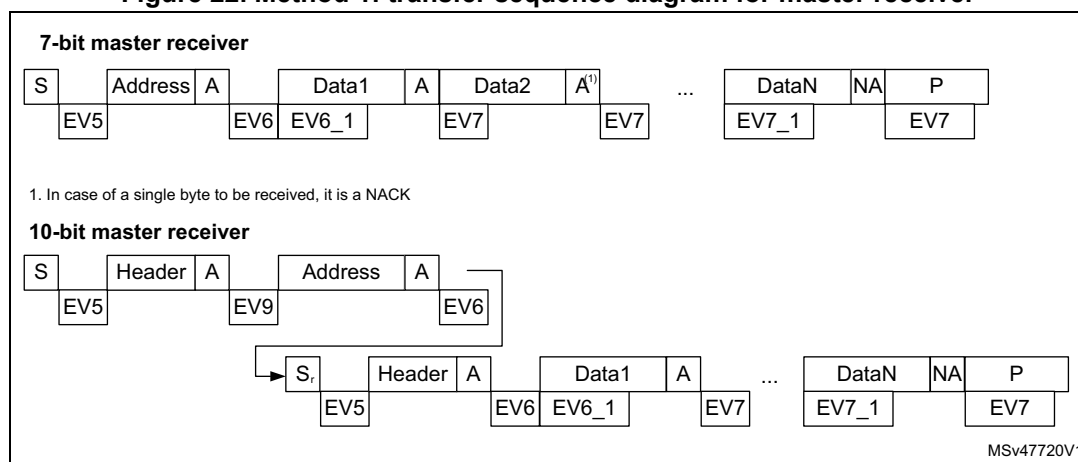 Figure 22. Method 1: transfer sequence diagram for master receiver
7-bit master receiver
S Address A Data1 A Data2 A(1) ... DataN NA P
EV5 EV6 EV6_1 EV7 EV7 EV7_1 EV7
1. In case of a single byte to be received, it is a NACK
10-bit master receiver
S Header A Address A
EV5 EV9 EV6
Sr Header A Data1 A ... DataN NA P
EV5 EV6 EV6_1 EV7 EV7_1 EV7
MSv47720V1